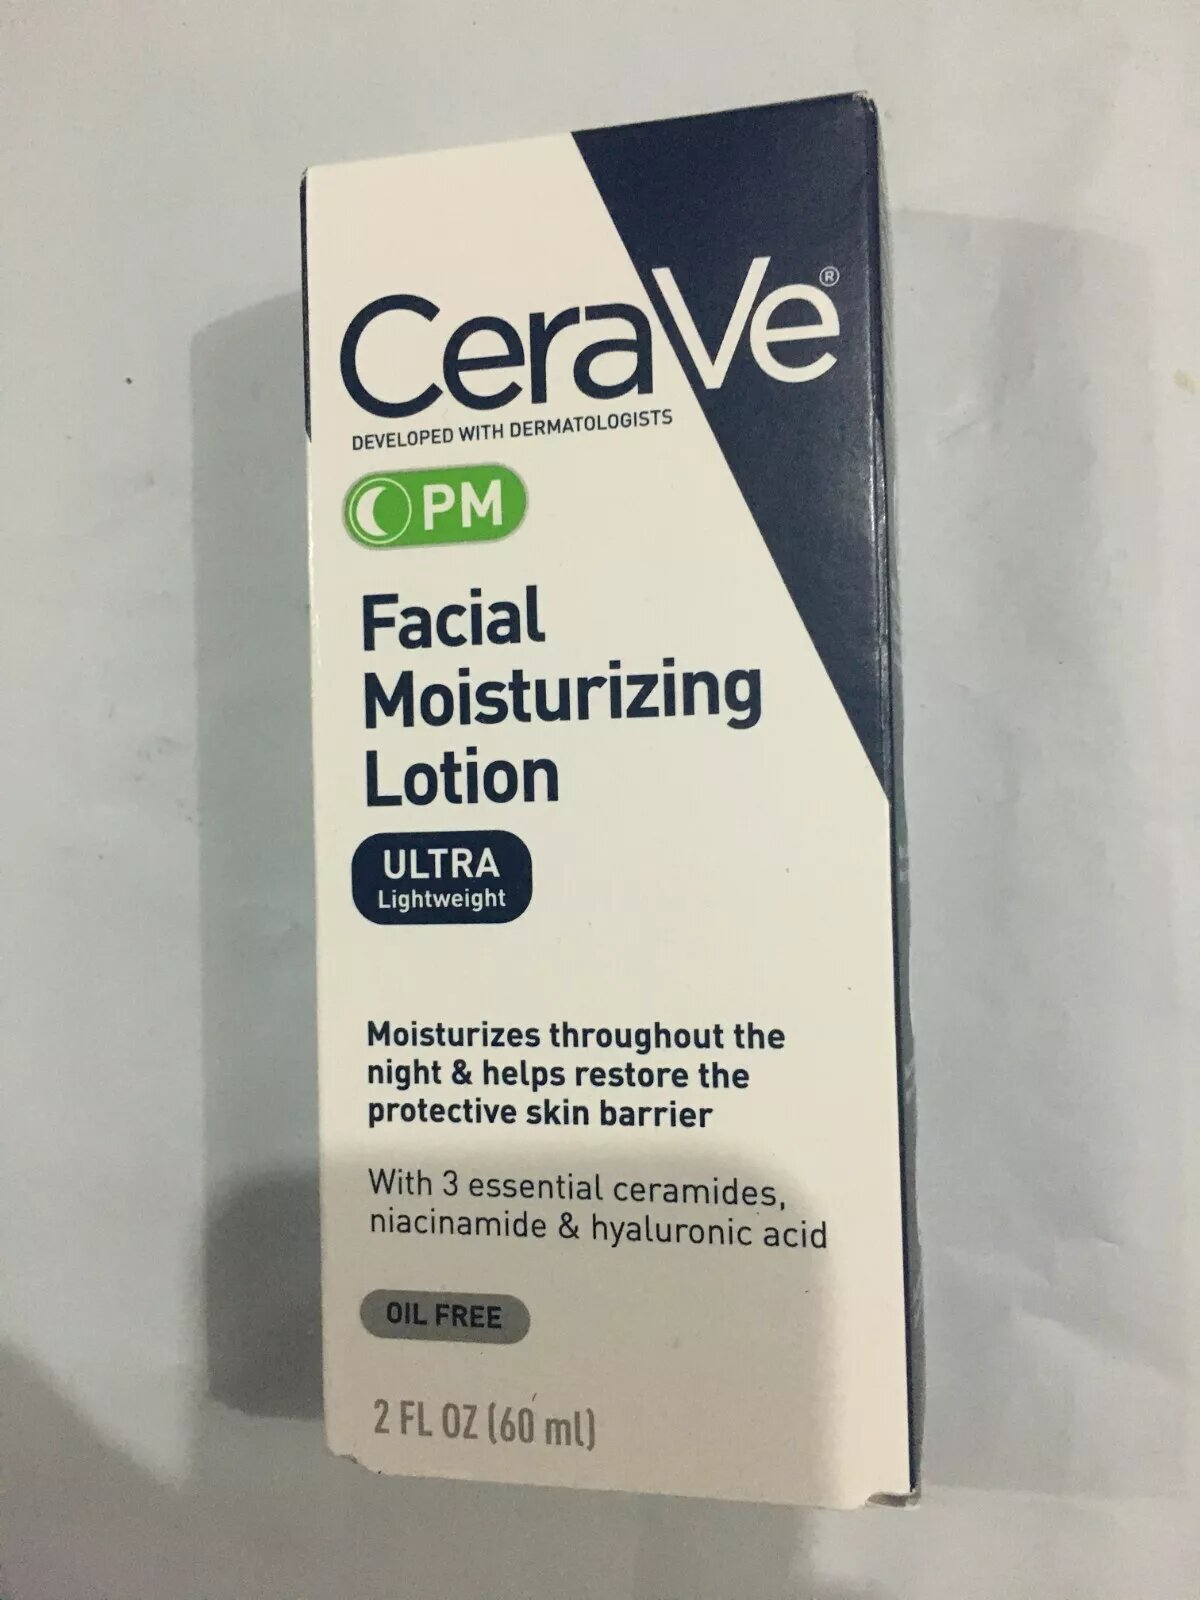 CeraVe®
DEVELOPED WITH DERMATOLOGISTS
PM
Facial
Moisturizing
Lotion
ULTRA
Lightweight
Moisturizes throughout the
night & helps restore the
protective skin barrier
With 3 essential ceramides,
niacinamide & hyaluronic acid
OIL FREE
2 FL OZ (60 ml)